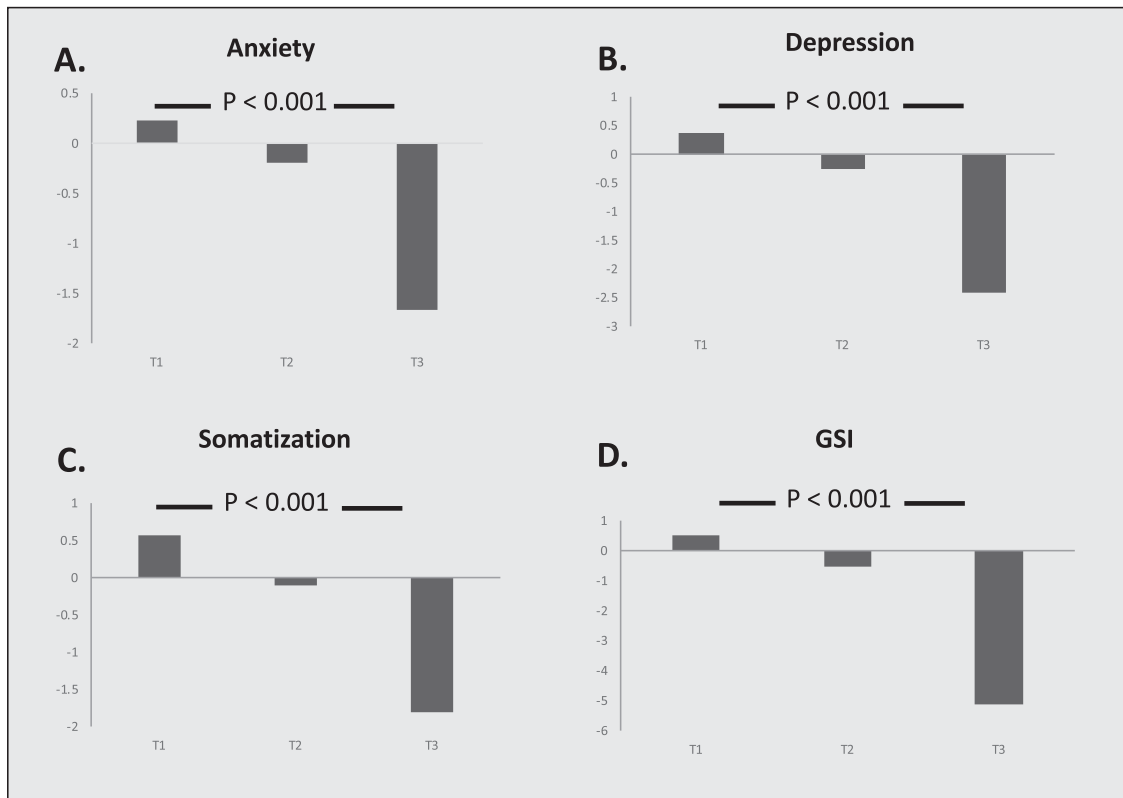 A.
Anxiety
P < 0.001
0.5
0
-0.5
-1
-1.5
-2
T1 T2 T3
B.
Depression
P < 0.001
1
0.5
0
-0.5
-1
-1.5
-2
-2.5
-3
T1 T2 T3
C.
Somatization
P < 0.001
1
0.5
0
-0.5
-1
-1.5
-2
T1 T2 T3
D.
GSI
P < 0.001
1
0
-1
-2
-3
-4
-5
-6
T1 T2 T3